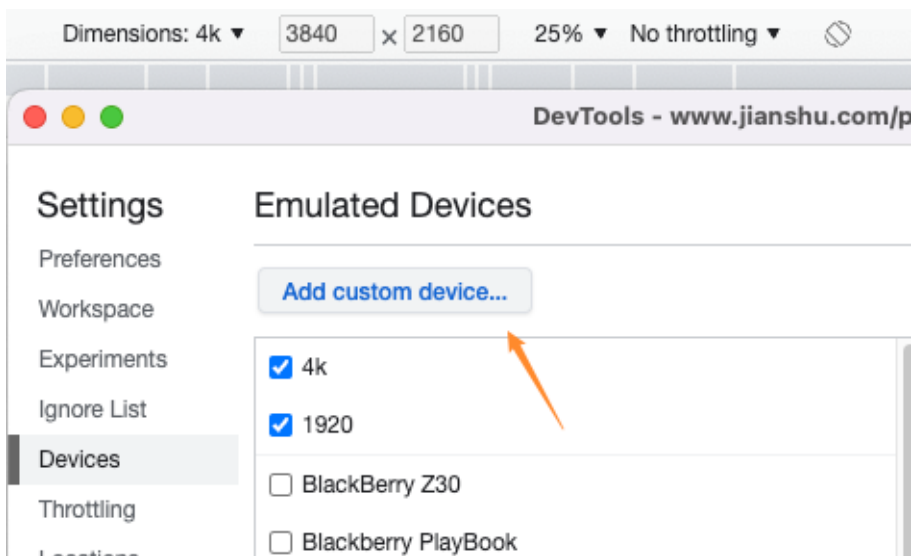 Dimensions: 4k ▼ 3840 × 2160 25% ▼ No throttling ▼
DevTools - www.jianshu.com/p
Settings
Emulated Devices
Preferences
Add custom device...
Workspace
Experiments
4k
Ignore List
1920
Devices
BlackBerry Z30
Throttling
Blackberry PlayBook
Locations